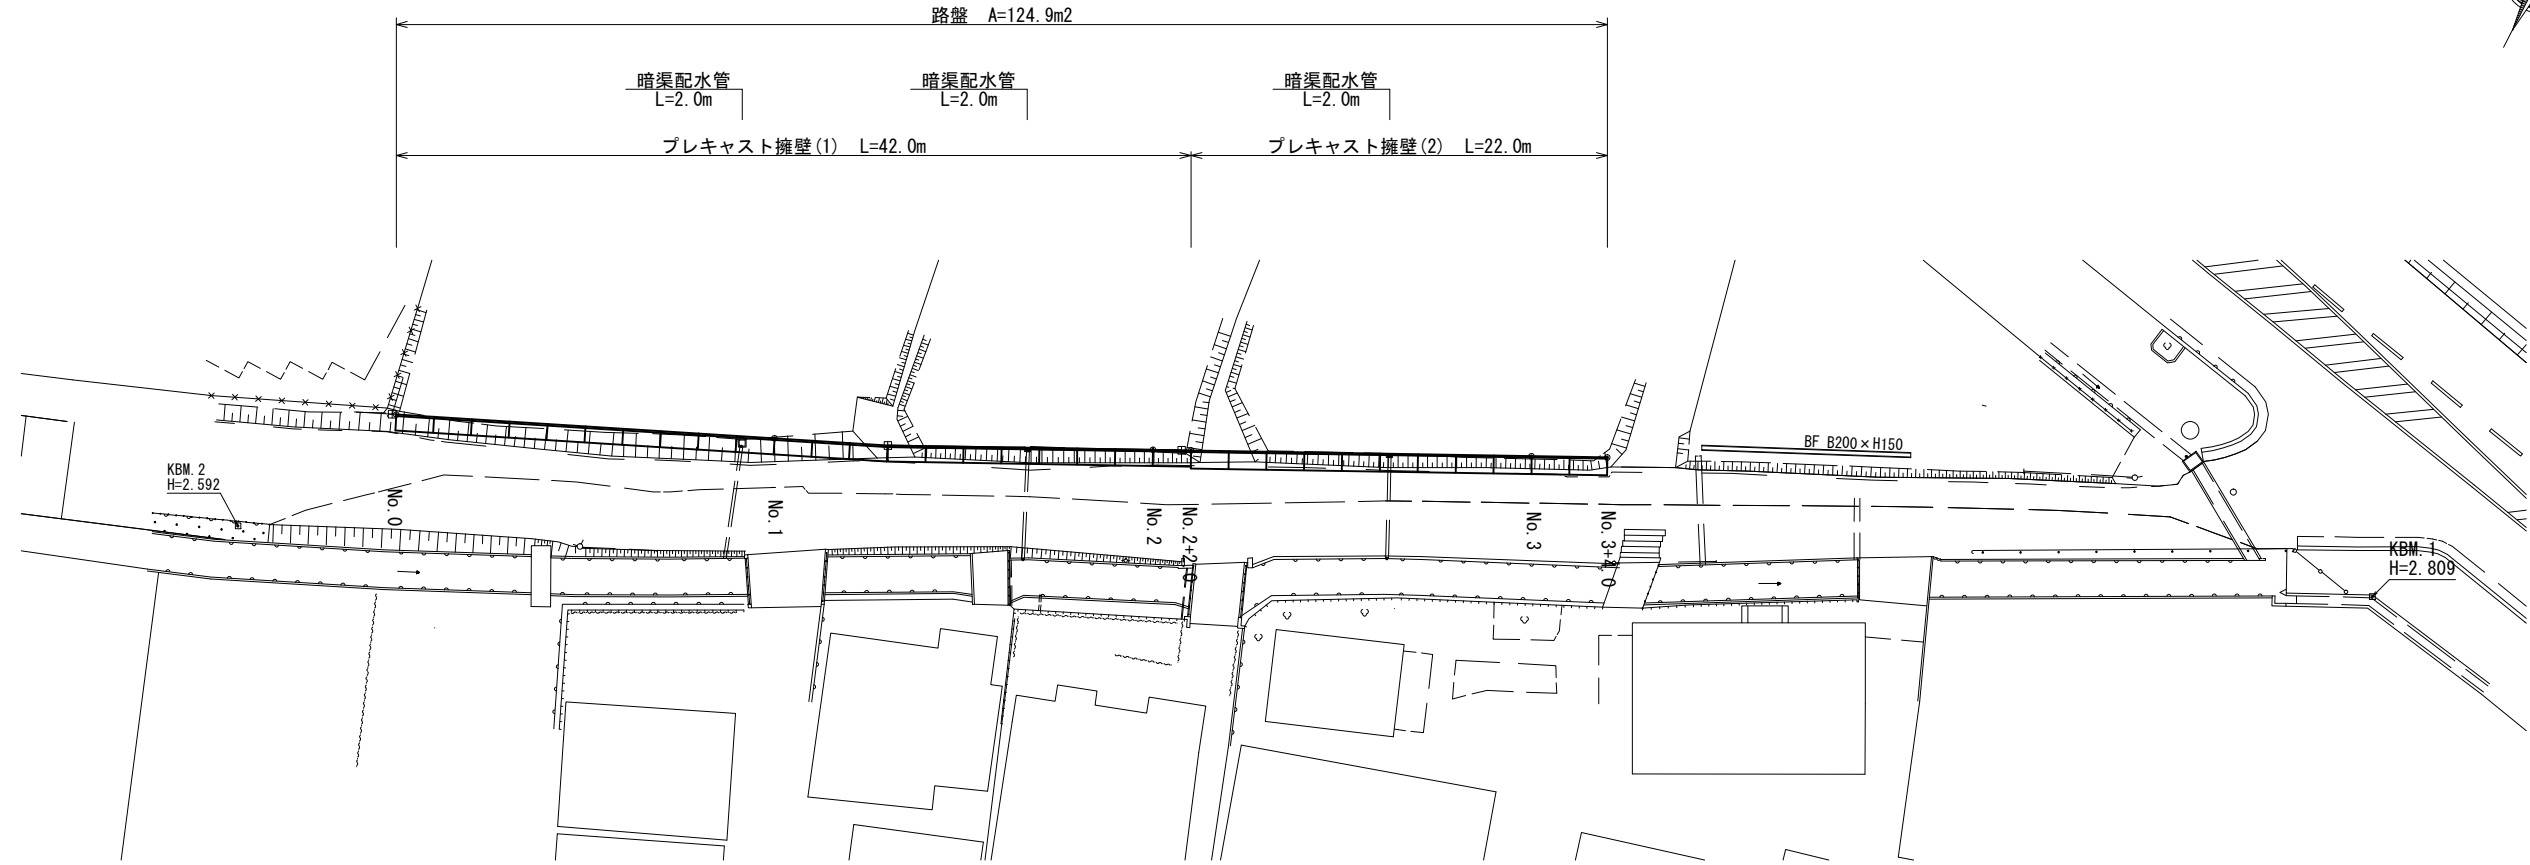 路盤　A=124.9m2
暗渠配水管
L=2.0m
暗渠配水管
L=2.0m
暗渠配水管
L=2.0m
プレキャスト擁壁(1)　L=42.0m
プレキャスト擁壁(2)　L=22.0m
BF B200×H150
KBM.2
H=2.592
No.0
No.1
No.2
No.2+2.0
No.3
No.3+4.0
KBM.1
H=2.809